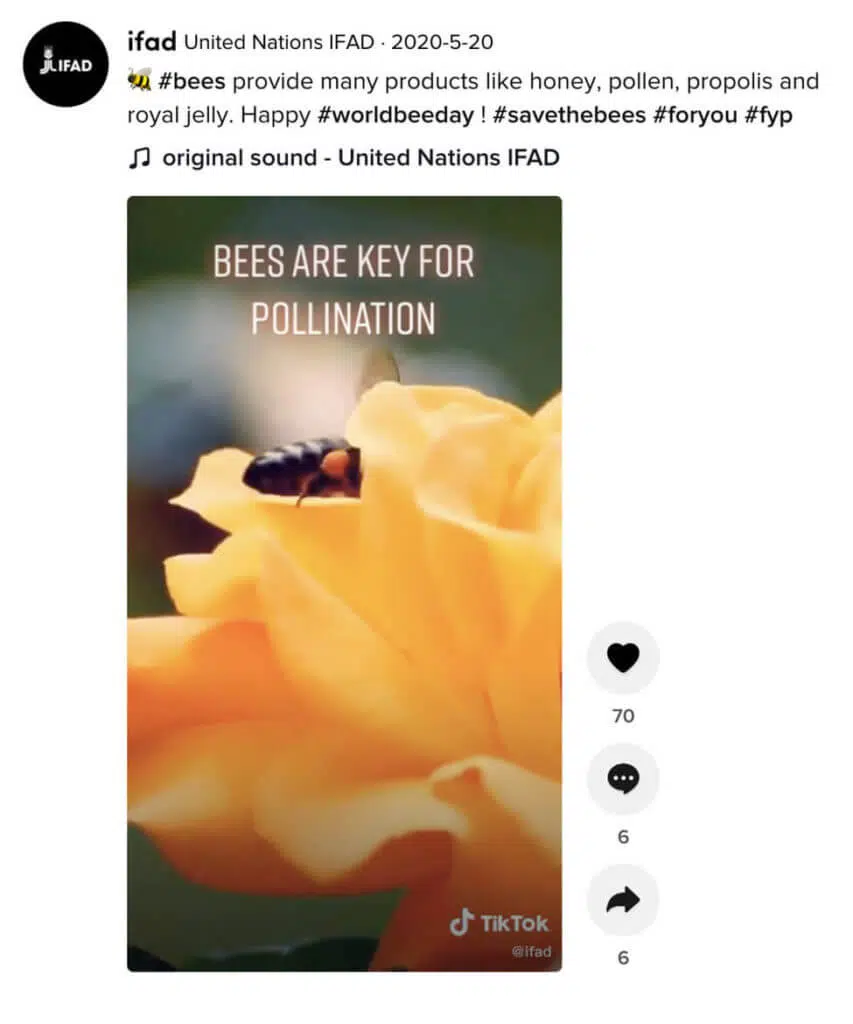 IFAD
ifad United Nations IFAD · 2020-5-20
🐝 #bees provide many products like honey, pollen, propolis and
royal jelly. Happy #worldbeeday ! #savethebees #foryou #fyp
♫ original sound - United Nations IFAD
BEES ARE KEY FOR
POLLINATION
70
6
6
TikTok
@ifad